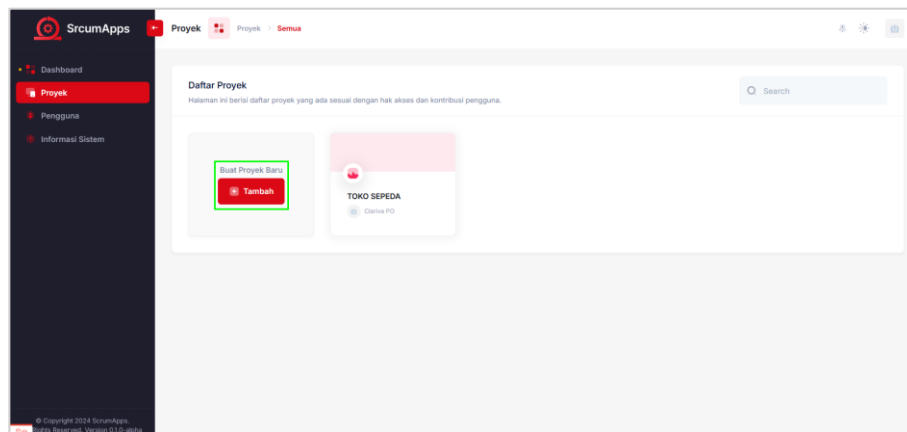 SrcumApps
Proyek Proyek > Semua
Dashboard
Proyek
Pengguna
Informasi Sistem
Daftar Proyek
Halaman ini berisi daftar proyek yang ada sesuai dengan hak akses dan kontribusi pengguna.
Search
Buat Proyek Baru
Tambah
TOKO SEPEDA
Clariva PO
© Copyright 2024 ScrumApps.
Rights Reserved. Version 0.1.0-alpha